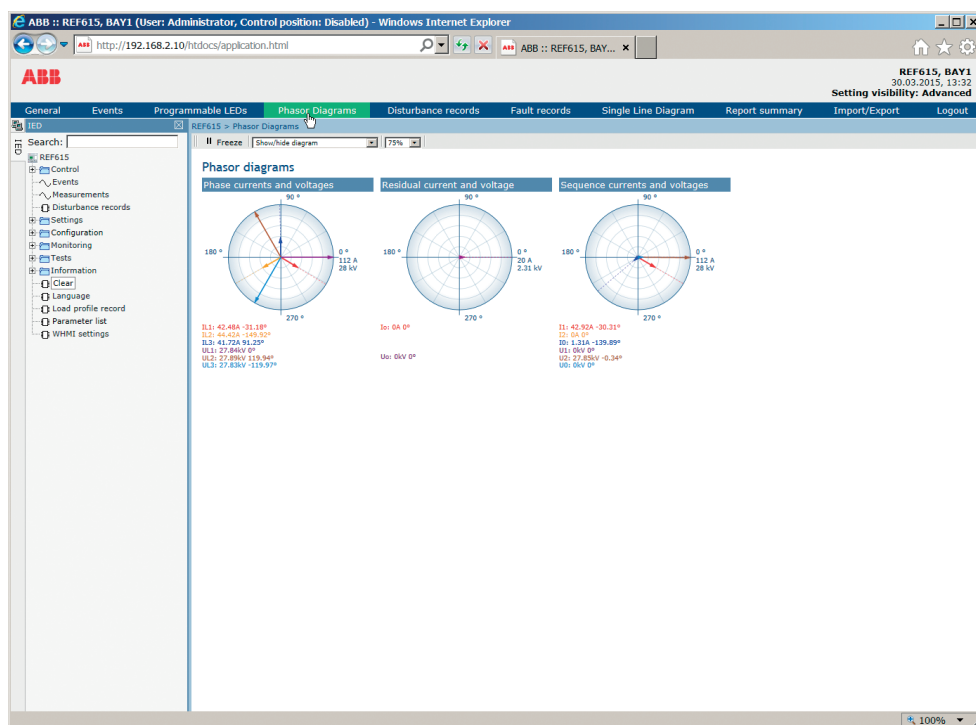 ABB :: REF615, BAY1 (User: Administrator, Control position: Disabled) - Windows Internet Explorer
http://192.168.2.10/htdocs/application.html
ABB :: REF615, BAY... ×
ABB
REF615, BAY1
30.03.2015, 13:32
Setting visibility: Advanced
General Events Programmable LEDs Phasor Diagrams Disturbance records Fault records Single Line Diagram Report summary Import/Export Logout
IED
REF615 > Phasor Diagrams
IED
Search:
Freeze Show/hide diagram 75%
REF615
Control
Events
Measurements
Disturbance records
Settings
Configuration
Monitoring
Tests
Information
Clear
Language
Load profile record
Parameter list
WHMI settings
Phasor diagrams
Phase currents and voltages
90 °
180 °
0 °
112 A
28 kV
270 °
IL1: 42.48A -31.18°
IL2: 44.42A -149.92°
IL3: 41.72A 91.25°
UL1: 27.84kV 0°
UL2: 27.89kV 119.94°
UL3: 27.83kV -119.97°
Residual current and voltage
90 °
180 °
0 °
20 A
2.31 kV
270 °
Io: 0A 0°
Uo: 0kV 0°
Sequence currents and voltages
90 °
180 °
0 °
112 A
28 kV
270 °
I1: 42.92A -30.31°
I2: 0A 0°
I0: 1.31A -139.89°
U1: 0kV 0°
U2: 27.85kV -0.34°
U0: 0kV 0°
100%